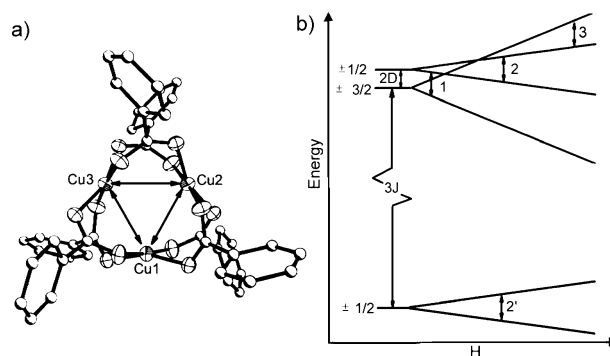 a)
Cu3
Cu2
Cu1
b)
Energy
± 1/2
2D
± 3/2
1
2
3
3J
± 1/2
2'
H